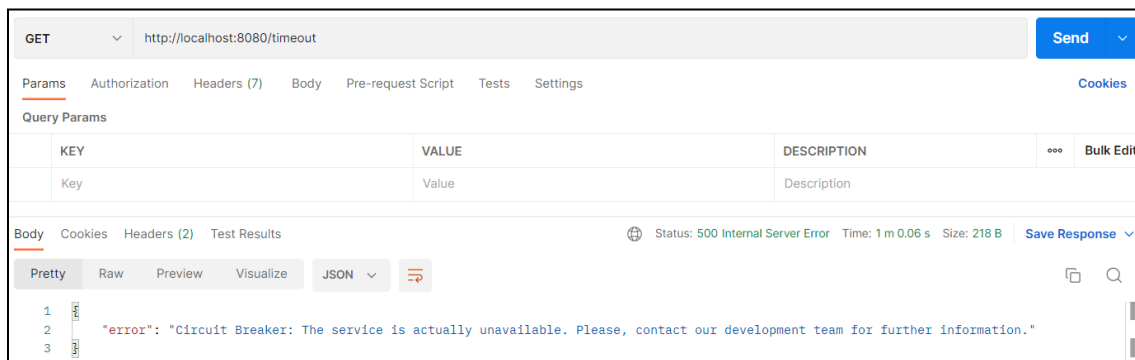 GET http://localhost:8080/timeout Send
Params Authorization Headers (7) Body Pre-request Script Tests Settings Cookies
Query Params
KEY VALUE DESCRIPTION ooo Bulk Edit
Key Value Description
Body Cookies Headers (2) Test Results Status: 500 Internal Server Error Time: 1 m 0.06 s Size: 218 B Save Response
Pretty Raw Preview Visualize JSON
1 {
2 "error": "Circuit Breaker: The service is actually unavailable. Please, contact our development team for further information."
3 }